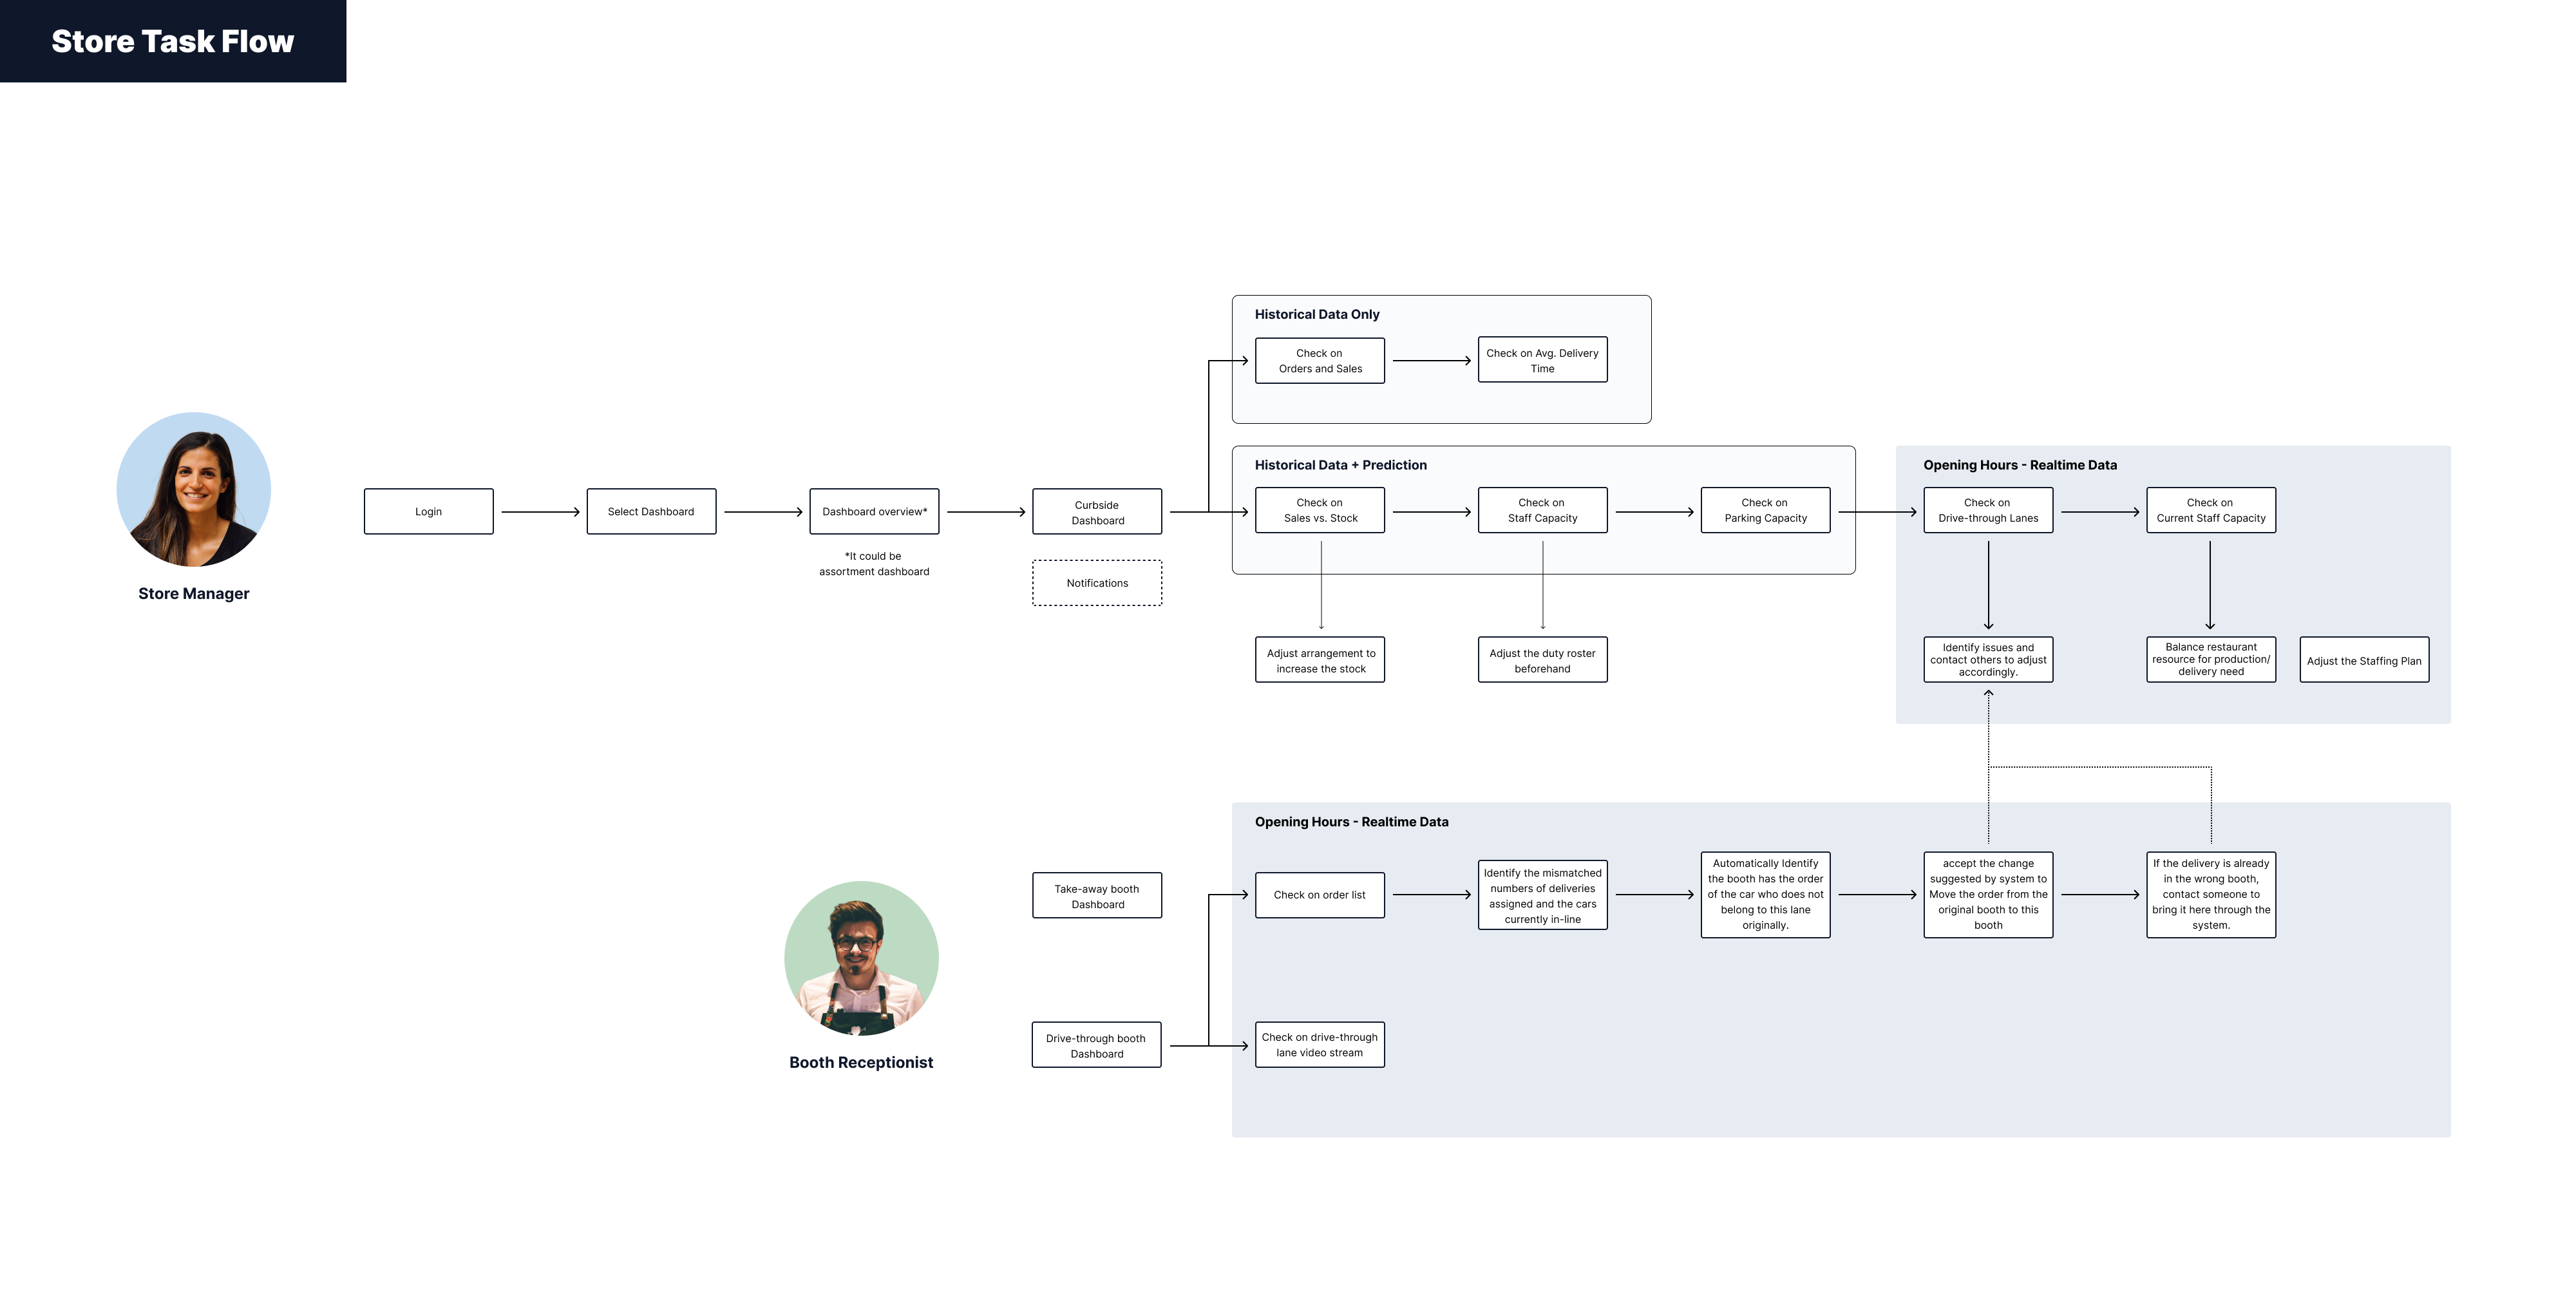 Store Task Flow
Historical Data Only
Check on
Orders and Sales
Check on Avg. Delivery
Time
Store Manager
Login
Select Dashboard
Dashboard overview*
*It could be
assortment dashboard
Curbside
Dashboard
Notifications
Historical Data + Prediction
Check on
Sales vs. Stock
Check on
Staff Capacity
Check on
Parking Capacity
Adjust arrangement to
increase the stock
Adjust the duty roster
beforehand
Opening Hours - Realtime Data
Check on
Drive-through Lanes
Check on
Current Staff Capacity
Identify issues and
contact others to adjust
accordingly.
Balance restaurant
resource for production/
delivery need
Adjust the Staffing Plan
Booth Receptionist
Take-away booth
Dashboard
Drive-through booth
Dashboard
Opening Hours - Realtime Data
Check on order list
Identify the mismatched
numbers of deliveries
assigned and the cars
currently in-line
Automatically Identify
the booth has the order
of the car who does not
belong to this lane
originally.
accept the change
suggested by system to
Move the order from the
original booth to this
booth
If the delivery is already
in the wrong booth,
contact someone to
bring it here through the
system.
Check on drive-through
lane video stream